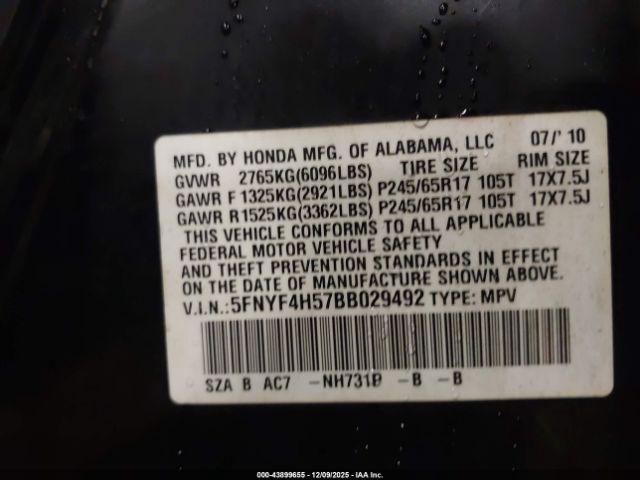 MFD. BY HONDA MFG. OF ALABAMA, LLC 07/' 10
GVWR 2765KG(6096LBS) TIRE SIZE RIM SIZE
GAWR F 1325KG(2921LBS) P245/65R17 105T 17X7.5J
GAWR R1525KG(3362LBS) P245/65R17 105T 17X7.5J
THIS VEHICLE CONFORMS TO ALL APPLICABLE
FEDERAL MOTOR VEHICLE SAFETY
AND THEFT PREVENTION STANDARDS IN EFFECT
ON THE DATE OF MANUFACTURE SHOWN ABOVE.
V.I.N.:5FNYF4H57BB029492 TYPE: MPV
SZA B AC7 -NH731P -B -B
000-43899655 - 12/09/2025 - IAA Inc.